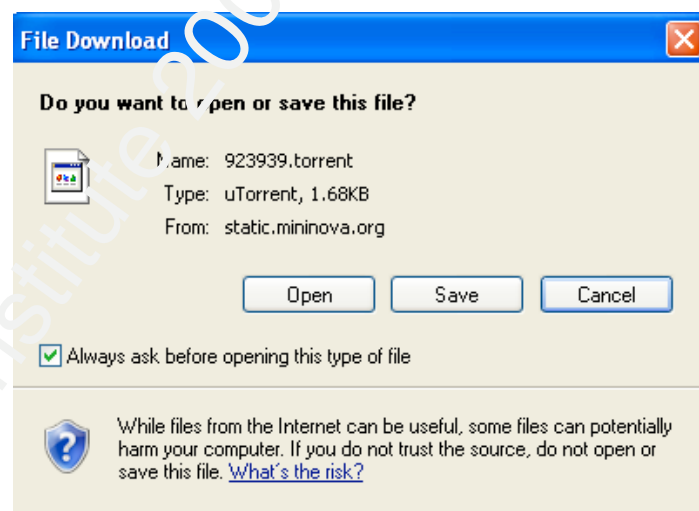 File Download
Do you want to open or save this file?
Name: 923939.torrent
Type: uTorrent, 1.68KB
From: static.mininova.org
Open Save Cancel
Always ask before opening this type of file
While files from the Internet can be useful, some files can potentially
harm your computer. If you do not trust the source, do not open or
save this file. What's the risk?